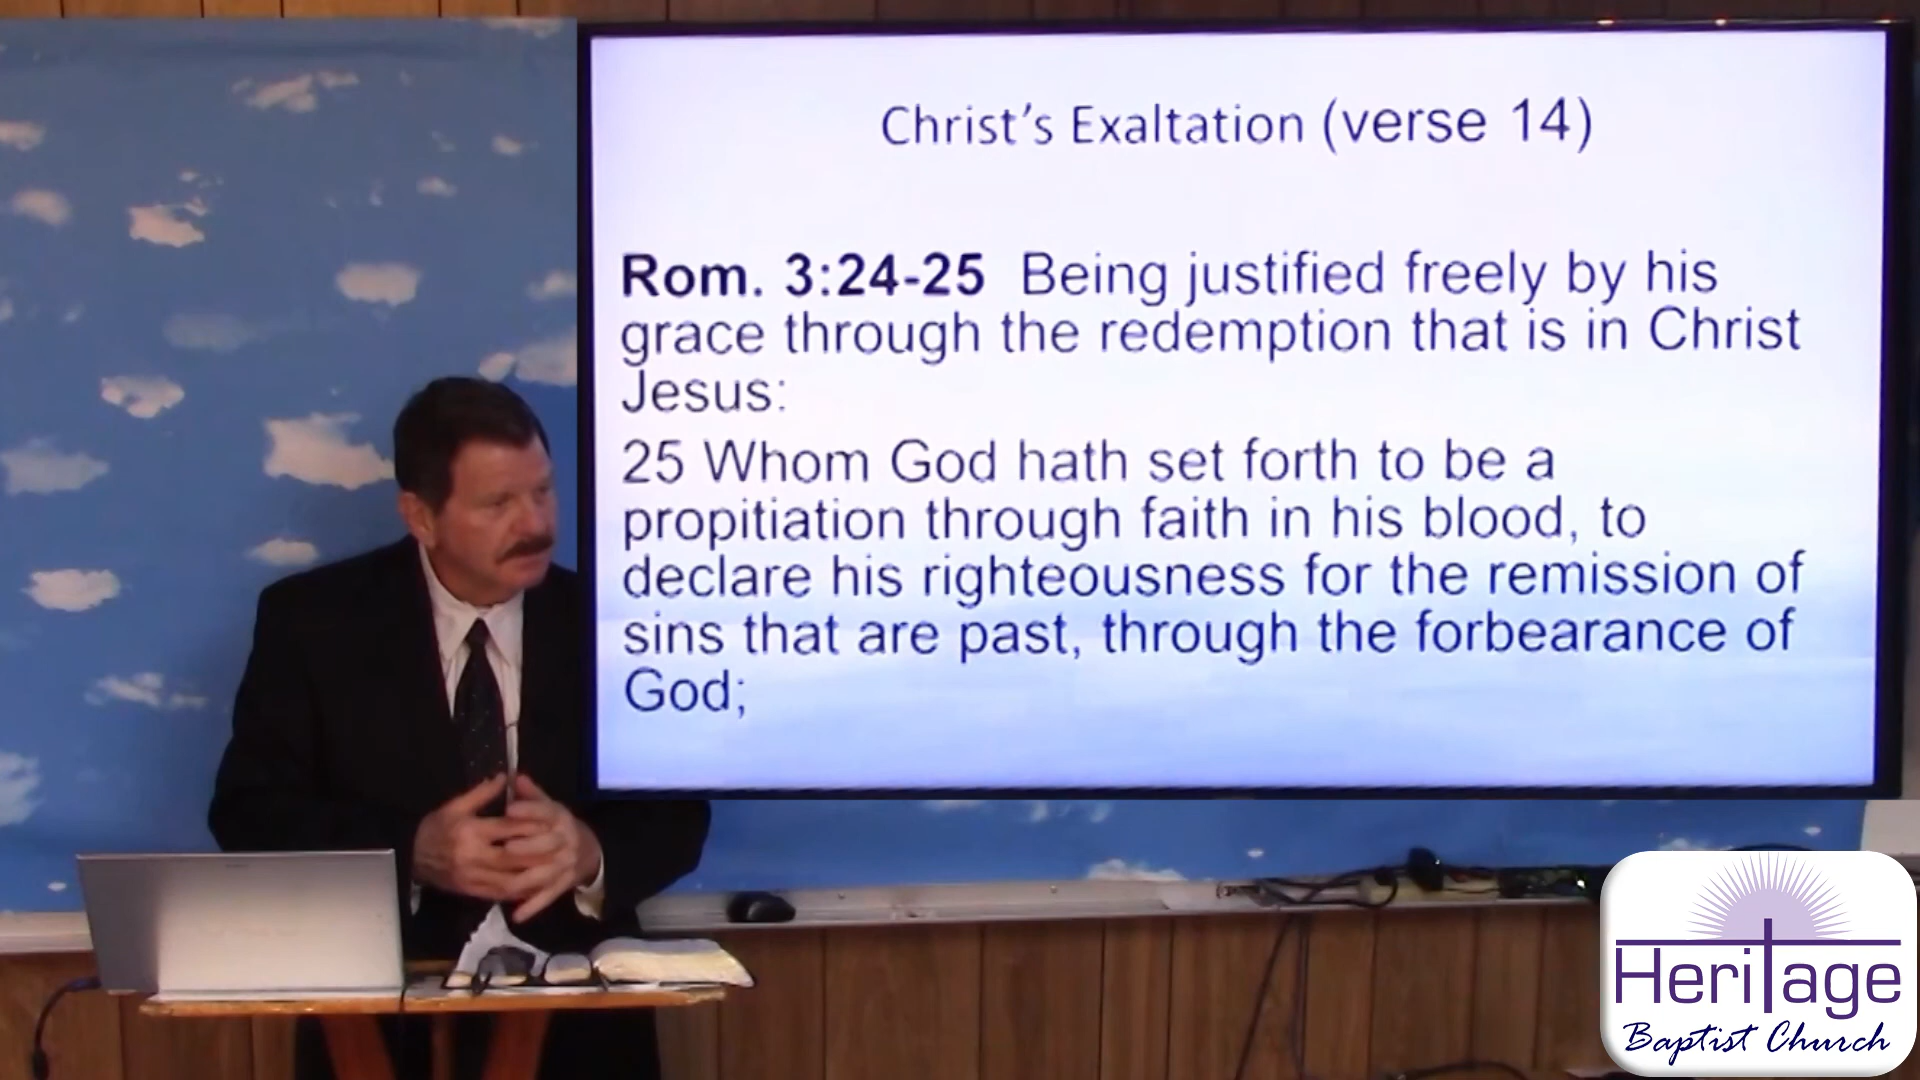 Christ's Exaltation (verse 14)
Rom. 3:24-25 Being justified freely by his
grace through the redemption that is in Christ
Jesus:
25 Whom God hath set forth to be a
propitiation through faith in his blood, to
declare his righteousness for the remission of
sins that are past, through the forbearance of
God;
Heritage
Baptist Church